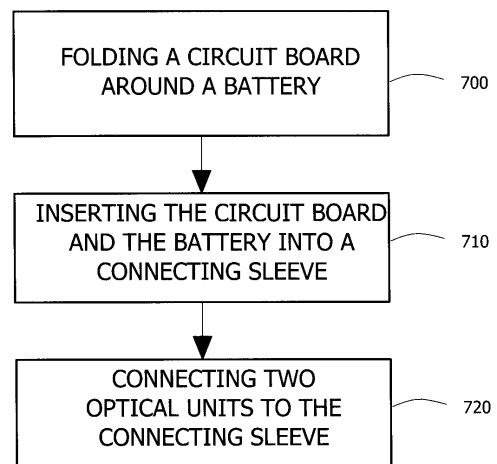 FOLDING A CIRCUIT BOARD
AROUND A BATTERY
700
INSERTING THE CIRCUIT BOARD
AND THE BATTERY INTO A
CONNECTING SLEEVE
710
CONNECTING TWO
OPTICAL UNITS TO THE
CONNECTING SLEEVE
720